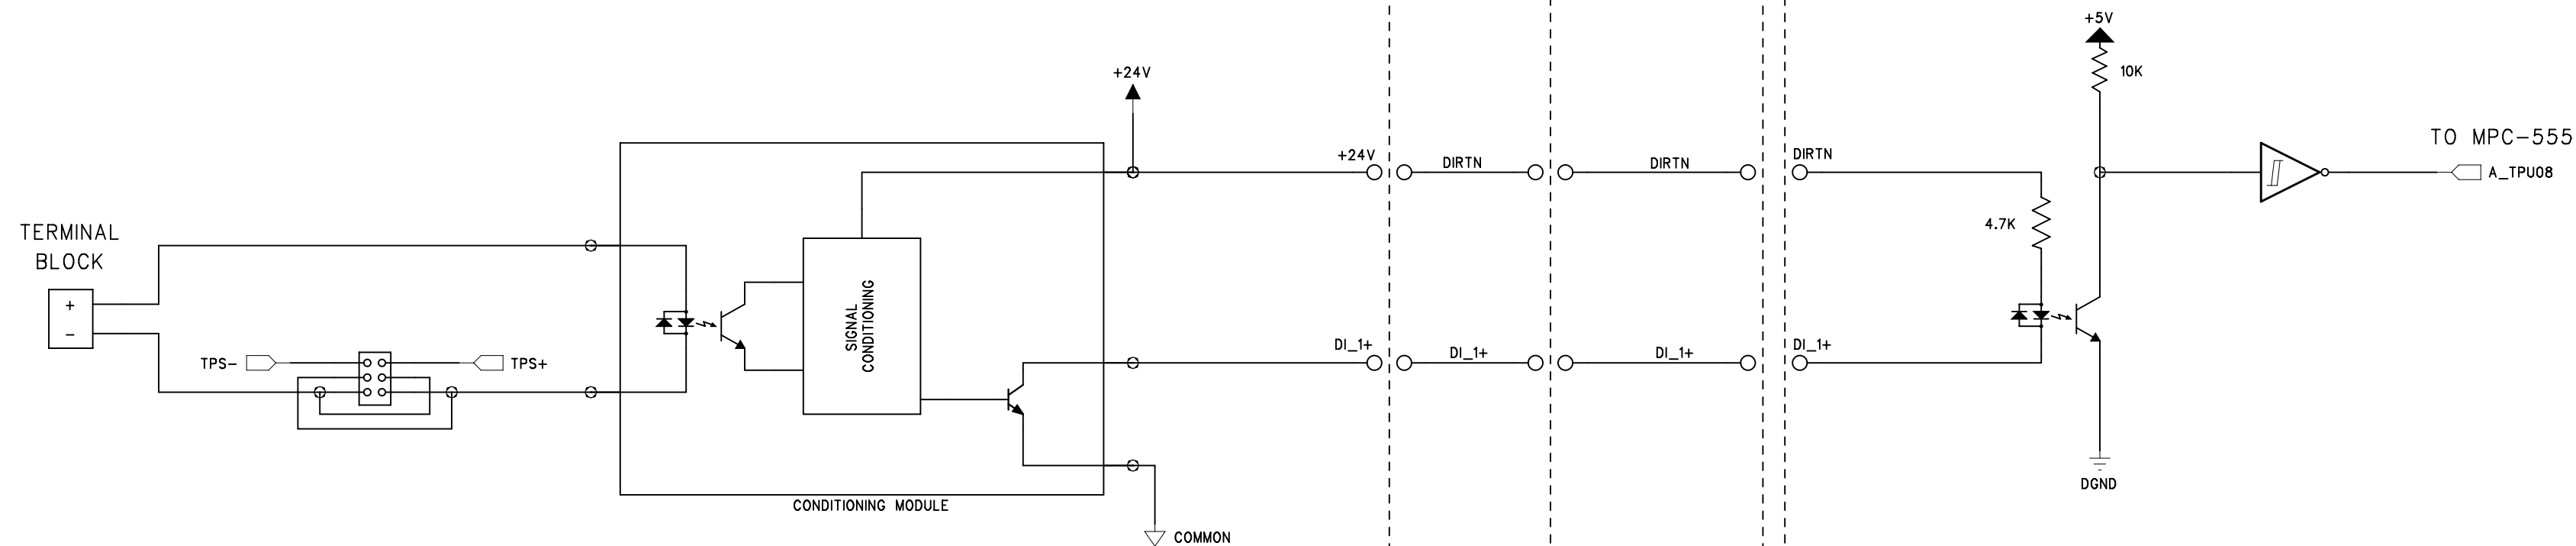 +5V
10K
+24V
TO MPC-555
+24V
DIRTN
DIRTN
DIRTN
A_TPU08
TERMINAL
BLOCK
4.7K
+
-
SIGNAL
CONDITIONING
DI_1+
DI_1+
DI_1+
DI_1+
TPS-
TPS+
DGND
CONDITIONING MODULE
COMMON